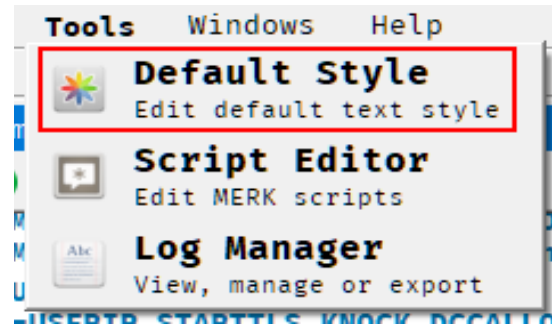 Tools Windows Help
Default Style
Edit default text style
Script Editor
Edit MERK scripts
Log Manager
View, manage or export